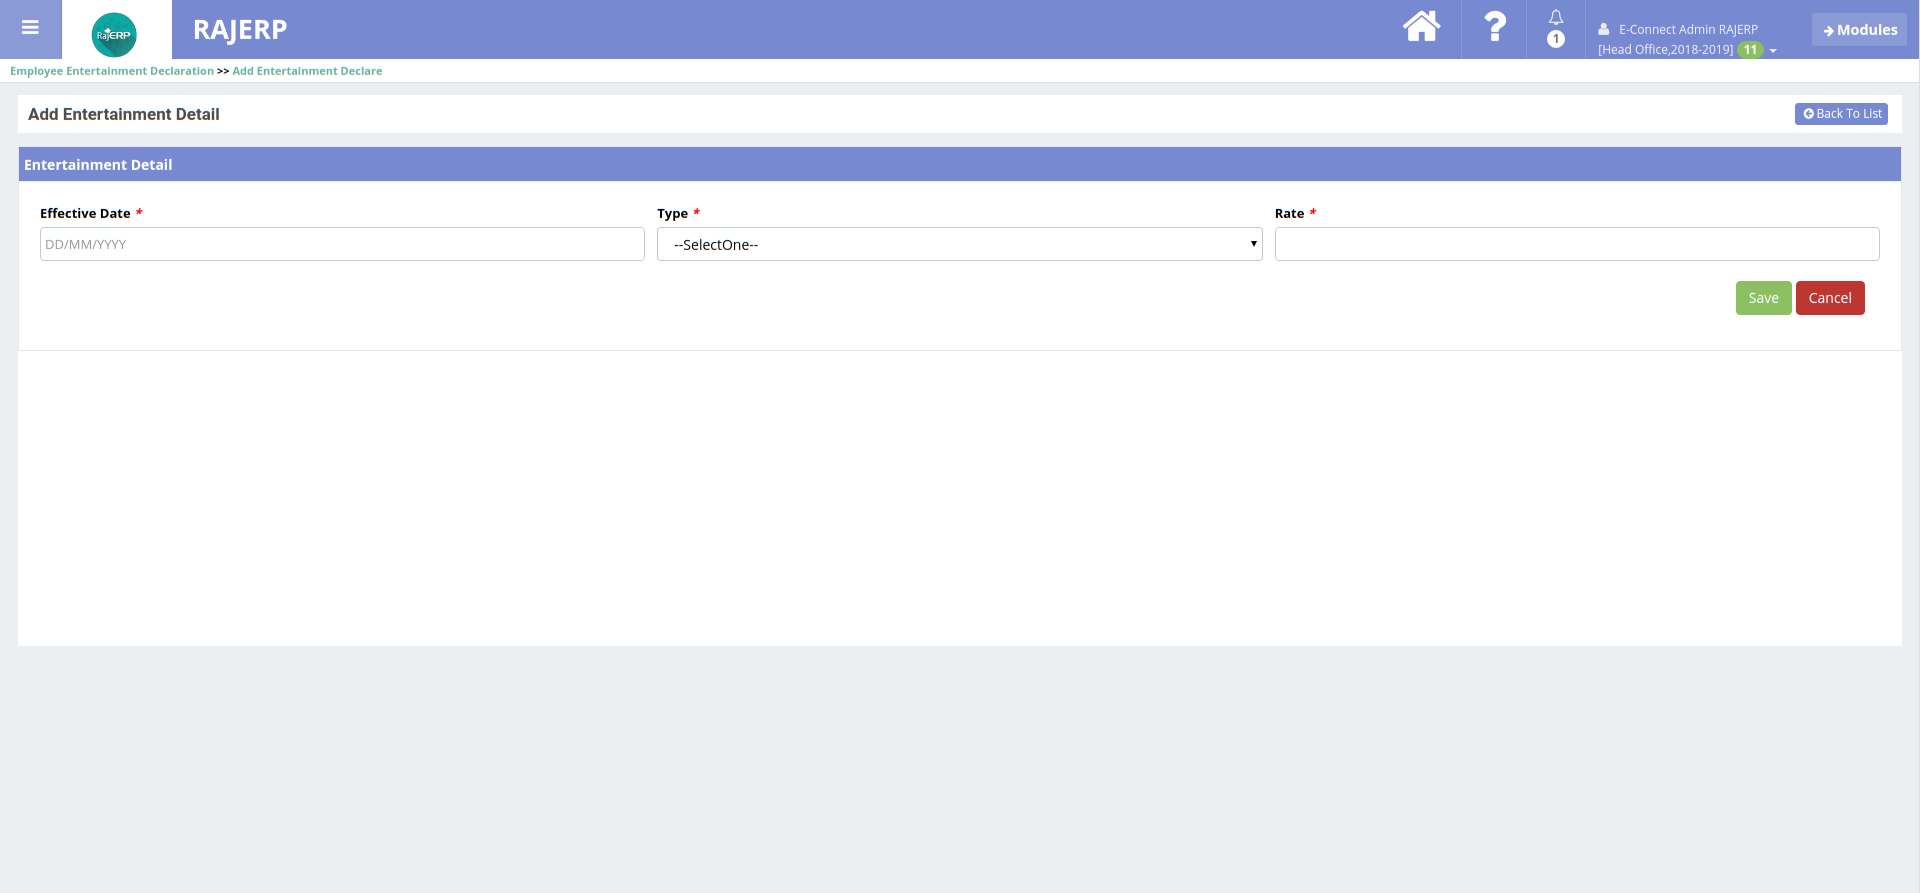 RajERP
RAJERP
1
E-Connect Admin RAJERP
[Head Office,2018-2019] 11
Modules
Employee Entertainment Declaration >> Add Entertainment Declare
Add Entertainment Detail
Back To List
Entertainment Detail
Effective Date * Type * Rate *
DD/MM/YYYY --SelectOne--
Save Cancel